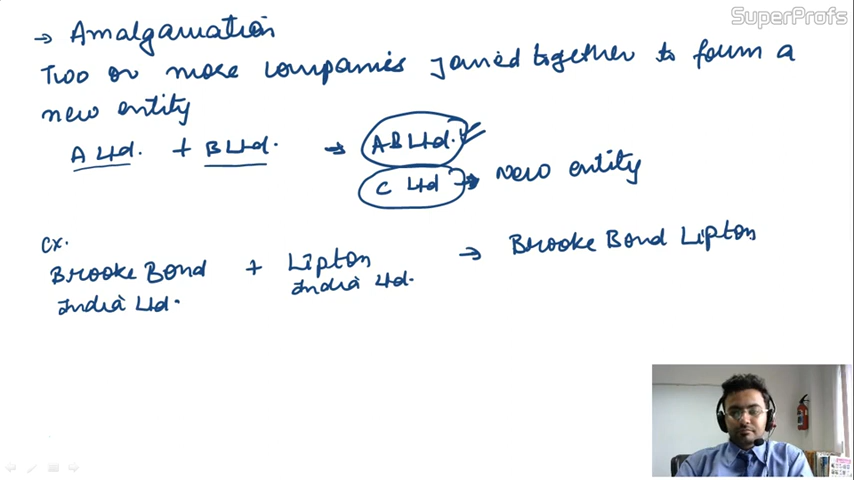 SuperProfs
→ Amalgamation
Two or more companies joined together to form a
new entity
A Ltd. + B Ltd. → AB Ltd.
C Ltd → New entity
ex.
Brooke Bond + Lipton → Brooke Bond Lipton
India Ltd. India Ltd.